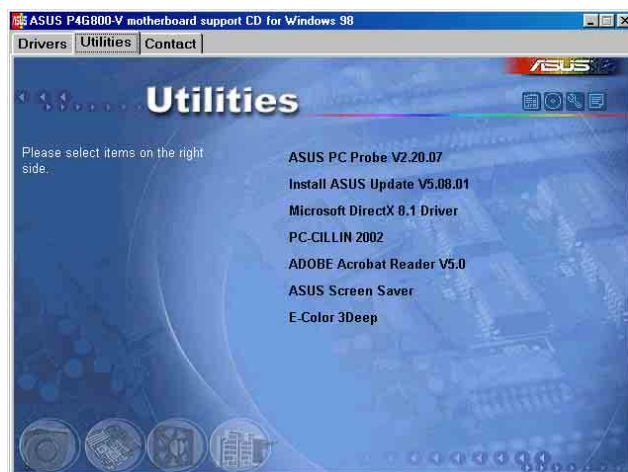 ASUS P4G800-V motherboard support CD for Windows 98
Drivers Utilities Contact
ASUS
Utilities
Please select items on the right
side.
ASUS PC Probe V2.20.07
Install ASUS Update V5.08.01
Microsoft DirectX 8.1 Driver
PC-CILLIN 2002
ADOBE Acrobat Reader V5.0
ASUS Screen Saver
E-Color 3Deep